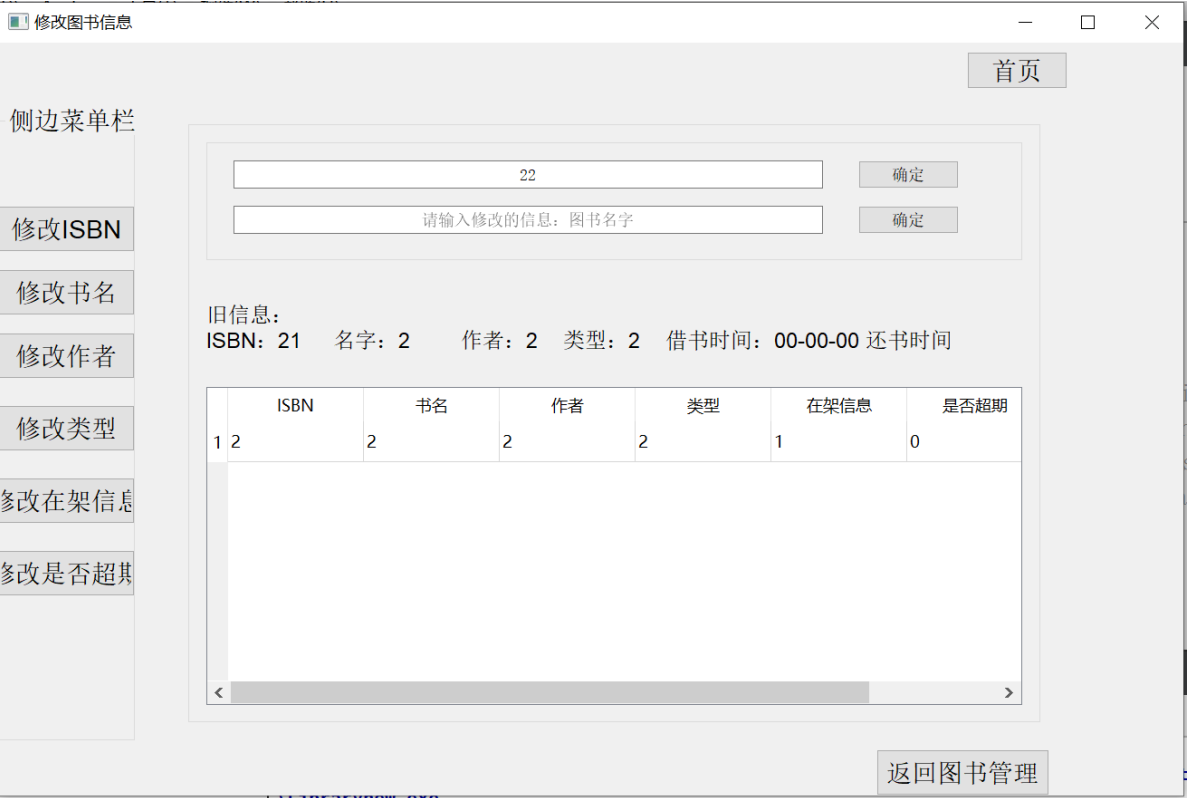 修改图书信息
首页
侧边菜单栏
22 确定
请输入修改的信息：图书名字 确定
修改ISBN
修改书名
修改作者
修改类型
修改在架信息
修改是否超期
旧信息：
ISBN：21 名字：2 作者：2 类型：2 借书时间：00-00-00 还书时间
ISBN 书名 作者 类型 在架信息 是否超期
1 2 2 2 2 1 0
返回图书管理